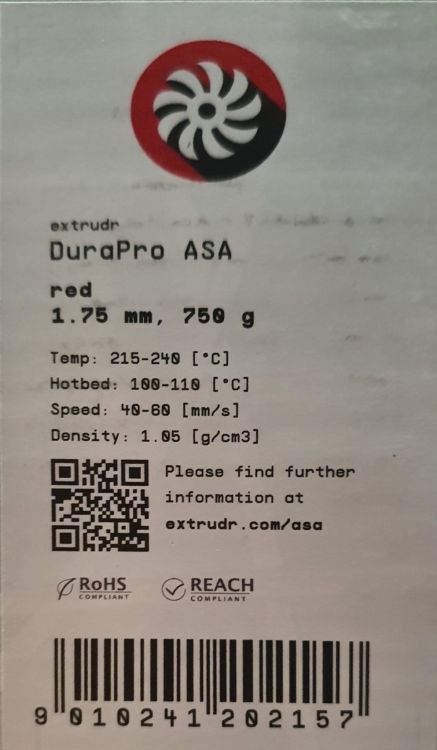 extrudr
DuraPro ASA
red
1.75 mm, 750 g
Temp: 215-240 [°C]
Hotbed: 100-110 [°C]
Speed: 40-60 [mm/s]
Density: 1.05 [g/cm3]
Please find further
information at
extrudr.com/asa
RoHS
COMPLIANT
REACH
COMPLIANT
9 010241 202157